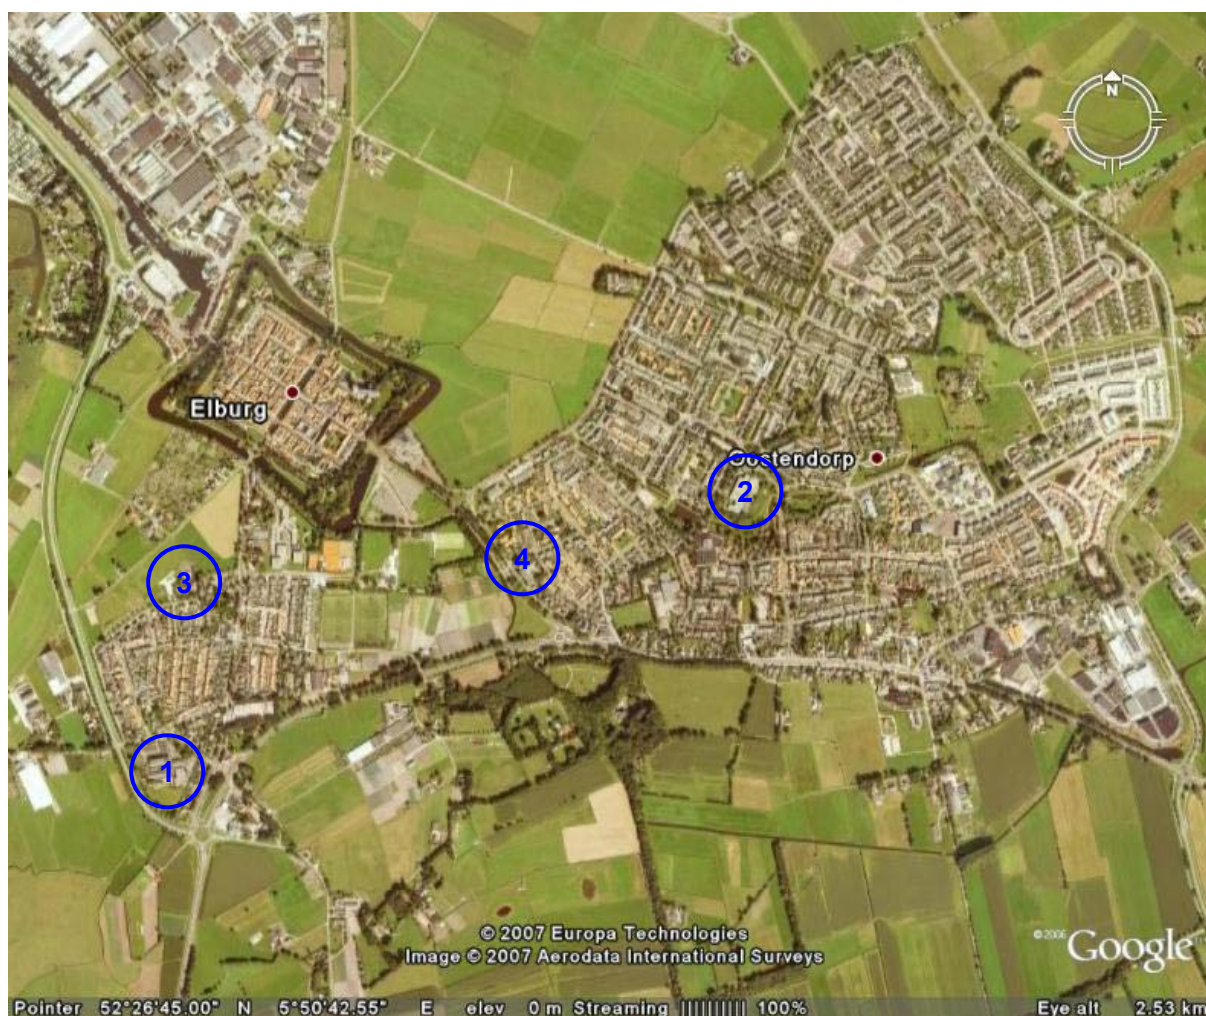 N
Elburg
Oostendorp
2
4
3
1
© 2007 Europa Technologies
Image © 2007 Aerodata International Surveys
©2006 Google
Pointer 52°26'45.00" N 5°50'42.55" E elev 0 m Streaming |||||||||| 100% Eye alt 2.53 km